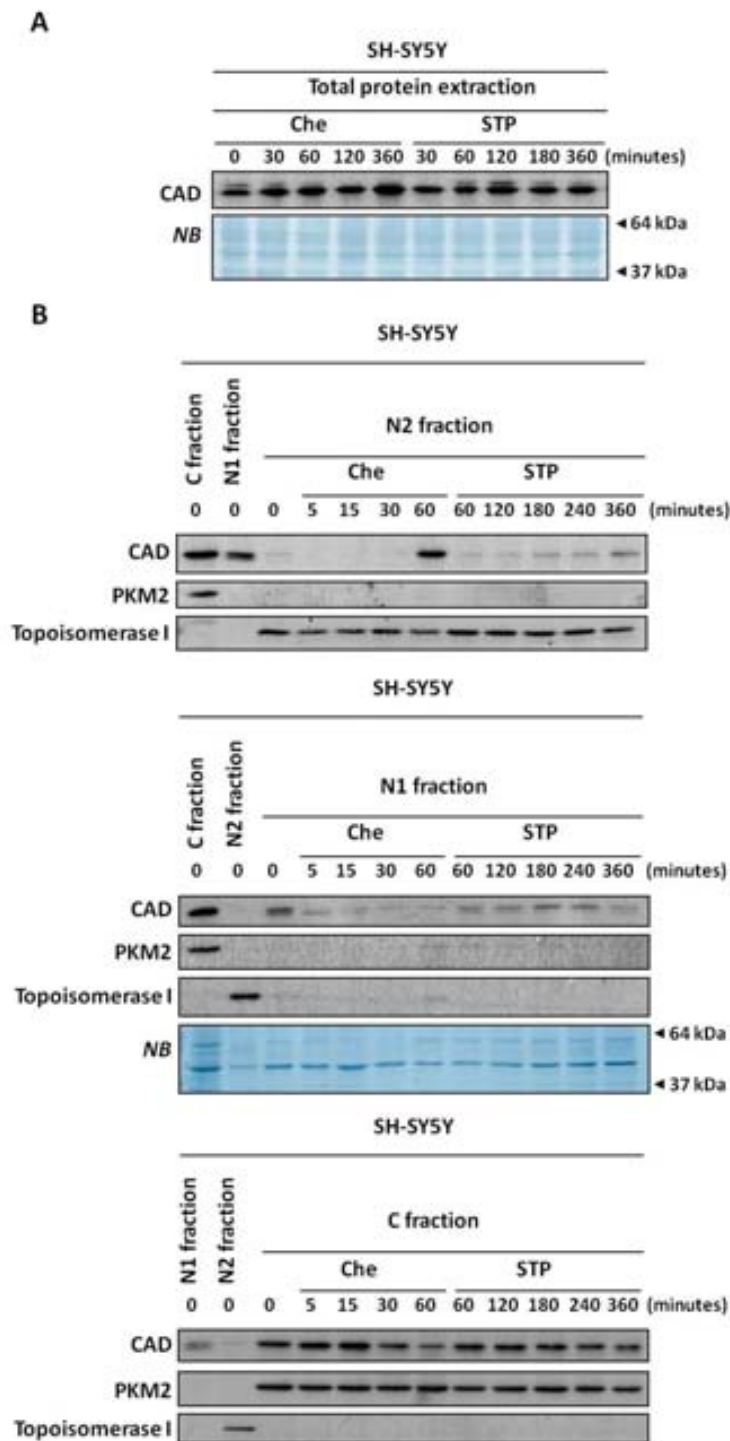 A
SH-SY5Y
Total protein extraction
Che STP
0 30 60 120 360 30 60 120 180 360 (minutes)
CAD
NB
◄ 64 kDa
◄ 37 kDa
B
SH-SY5Y
C fraction
N1 fraction
N2 fraction
Che STP
0 0 0 5 15 30 60 60 120 180 240 360 (minutes)
CAD
PKM2
Topoisomerase I
SH-SY5Y
C fraction
N2 fraction
N1 fraction
Che STP
0 0 0 5 15 30 60 60 120 180 240 360 (minutes)
CAD
PKM2
Topoisomerase I
NB
◄ 64 kDa
◄ 37 kDa
SH-SY5Y
N1 fraction
N2 fraction
C fraction
Che STP
0 0 0 5 15 30 60 60 120 180 240 360 (minutes)
CAD
PKM2
Topoisomerase I